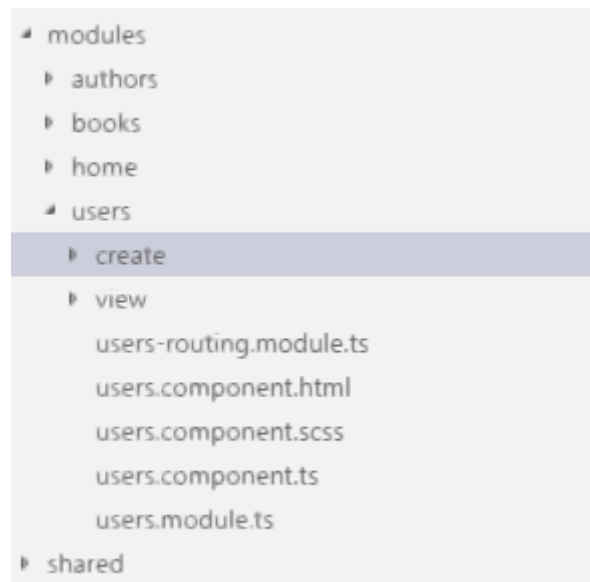 modules
authors
books
home
users
create
view
users-routing.module.ts
users.component.html
users.component.scss
users.component.ts
users.module.ts
shared